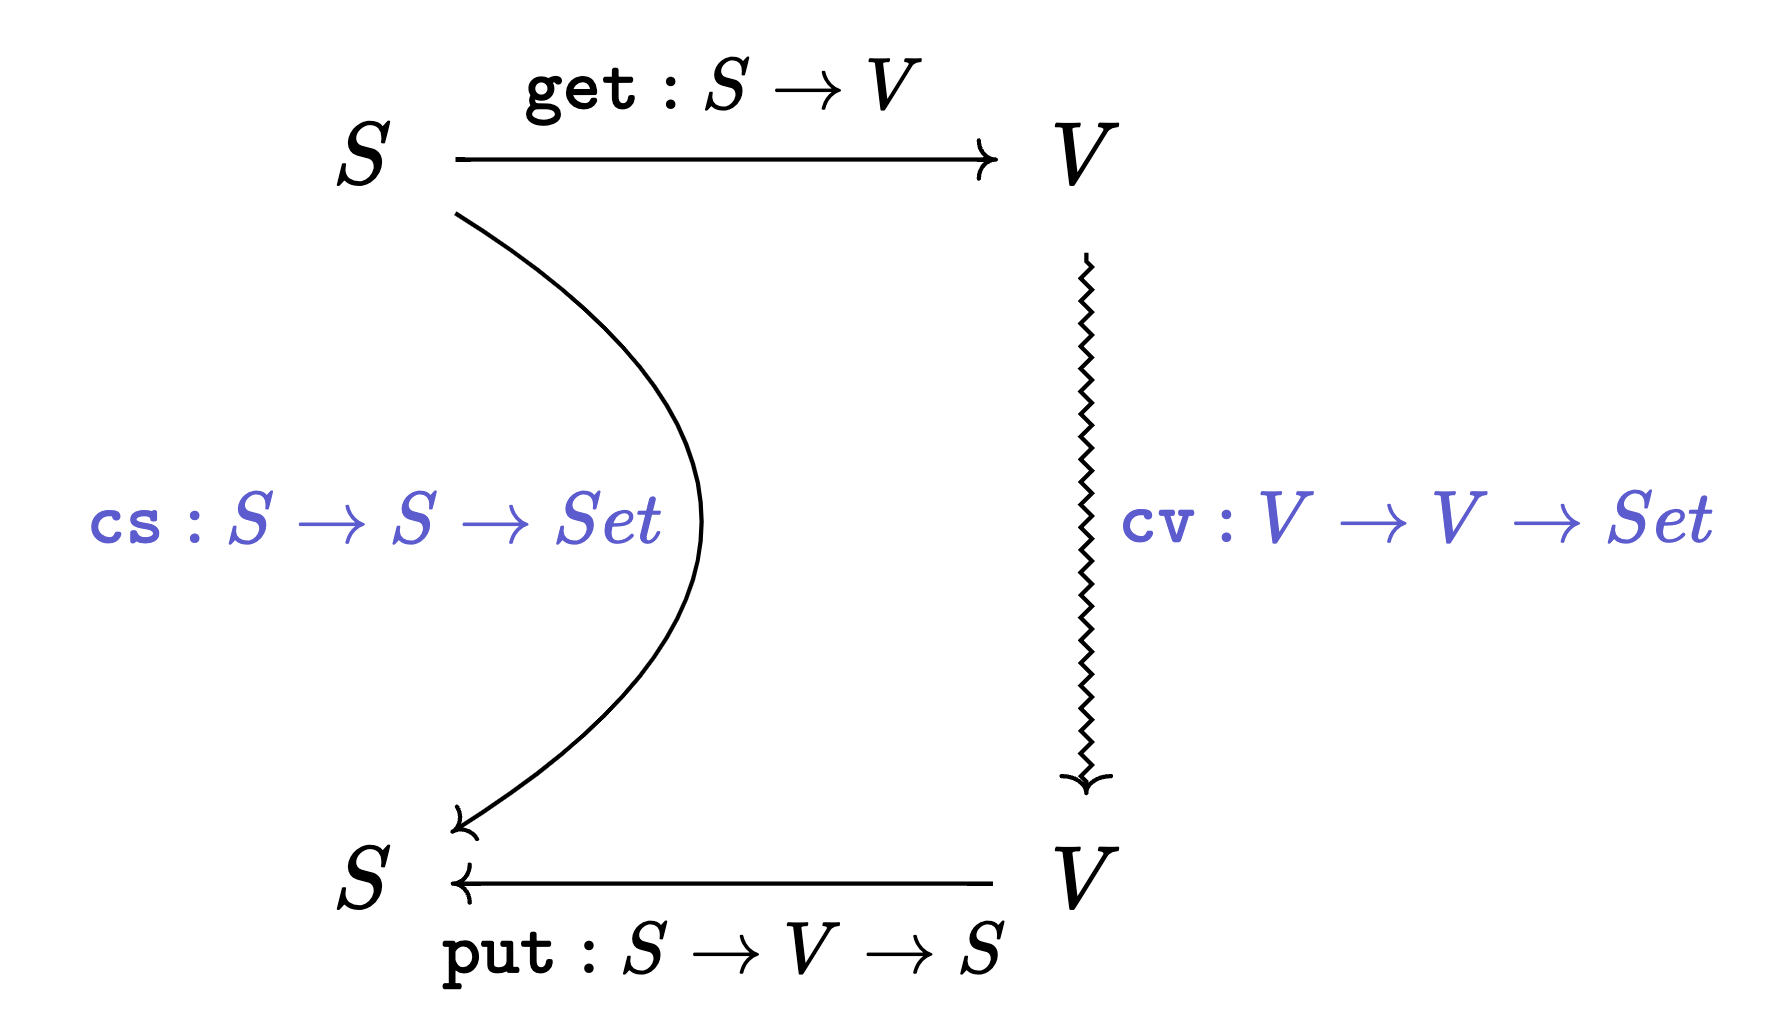 get : S → V
S V
cs : S → S → Set cv : V → V → Set
S V
put : S → V → S